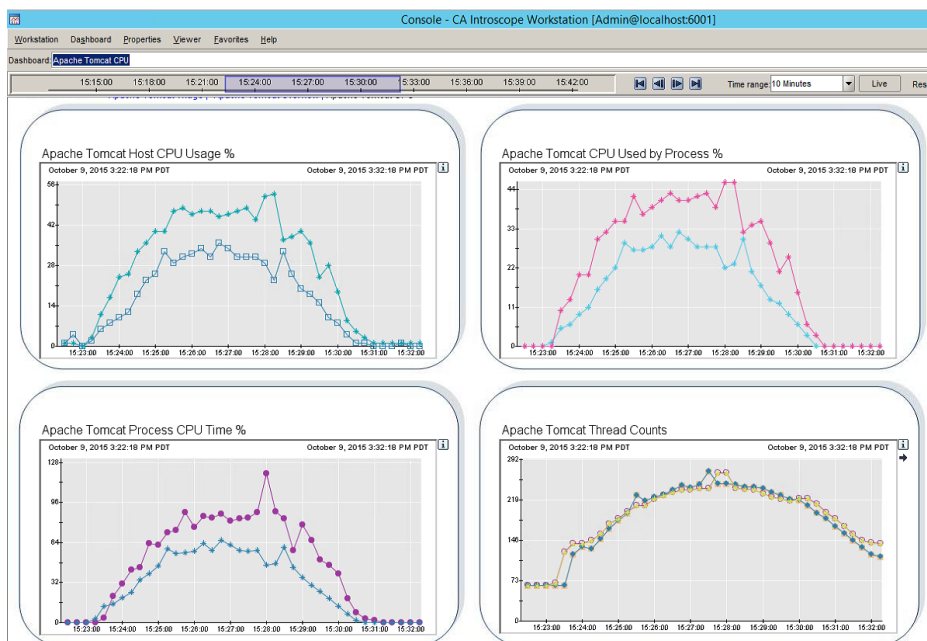 Console - CA Introscope Workstation [Admin@localhost:6001]
Workstation Dashboard Properties Viewer Favorites Help
Dashboard: Apache Tomcat CPU
15:15:00 15:18:00 15:21:00 15:24:00 15:27:00 15:30:00 15:33:00 15:36:00 15:39:00 15:42:00 Time range: 10 Minutes Live Res
Apache Tomcat Host CPU Usage %
October 9, 2015 3:22:18 PM PDT October 9, 2015 3:32:18 PM PDT
56
42
28
14
0
15:23:00 15:24:00 15:25:00 15:26:00 15:27:00 15:28:00 15:29:00 15:30:00 15:31:00 15:32:00
Apache Tomcat CPU Used by Process %
October 9, 2015 3:22:18 PM PDT October 9, 2015 3:32:18 PM PDT
44
33
22
11
0
15:23:00 15:24:00 15:25:00 15:26:00 15:27:00 15:28:00 15:29:00 15:30:00 15:31:00 15:32:00
Apache Tomcat Process CPU Time %
October 9, 2015 3:22:18 PM PDT October 9, 2015 3:32:18 PM PDT
128
96
64
32
0
15:23:00 15:24:00 15:25:00 15:26:00 15:27:00 15:28:00 15:29:00 15:30:00 15:31:00 15:32:00
Apache Tomcat Thread Counts
October 9, 2015 3:22:18 PM PDT October 9, 2015 3:32:18 PM PDT
292
219
146
73
0
15:23:00 15:24:00 15:25:00 15:26:00 15:27:00 15:28:00 15:29:00 15:30:00 15:31:00 15:32:00